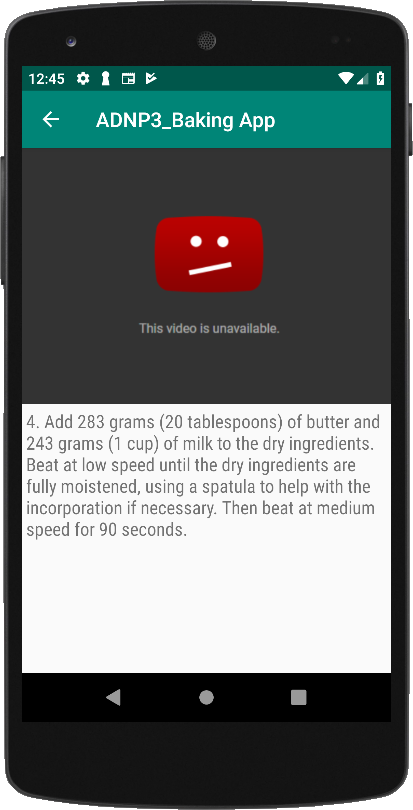 12:45
ADNP3_Baking App
This video is unavailable.
4. Add 283 grams (20 tablespoons) of butter and
243 grams (1 cup) of milk to the dry ingredients.
Beat at low speed until the dry ingredients are
fully moistened, using a spatula to help with the
incorporation if necessary. Then beat at medium
speed for 90 seconds.